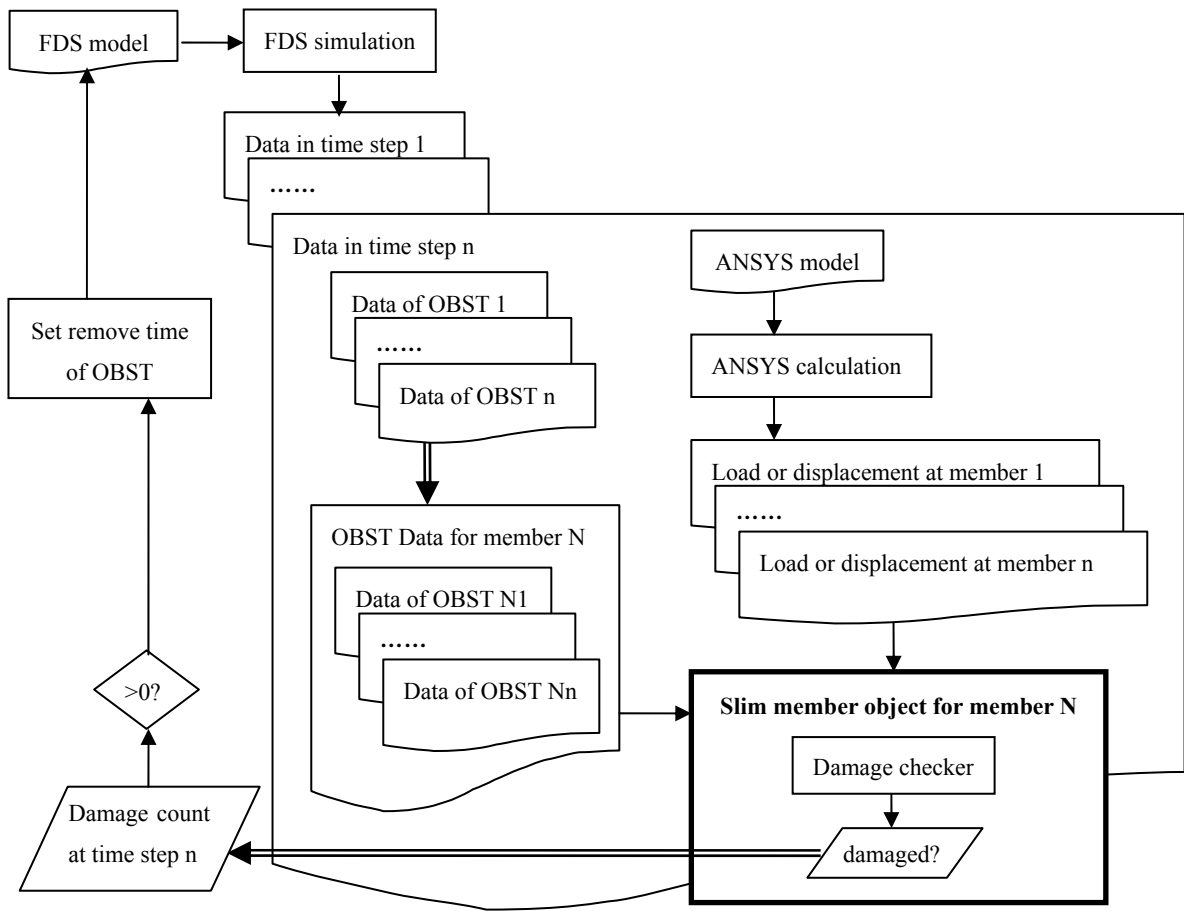 FDS model
FDS simulation
Data in time step 1
......
Data in time step n
Data of OBST 1
......
Data of OBST n
OBST Data for member N
Data of OBST N1
......
Data of OBST Nn
ANSYS model
ANSYS calculation
Load or displacement at member 1
......
Load or displacement at member n
Slim member object for member N
Damage checker
damaged?
Damage count
at time step n
>0?
Set remove time
of OBST